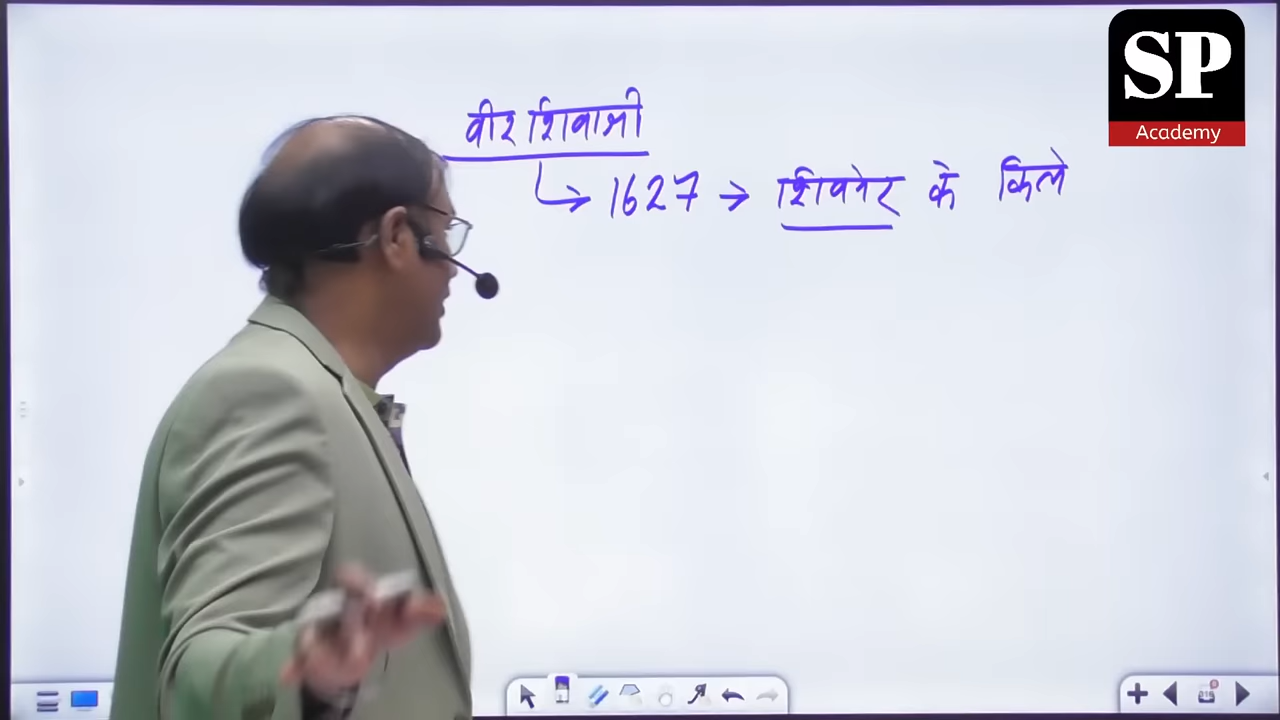 SP
Academy
वीर शिवाजी
↳ 1627 → शिवनेर के किले